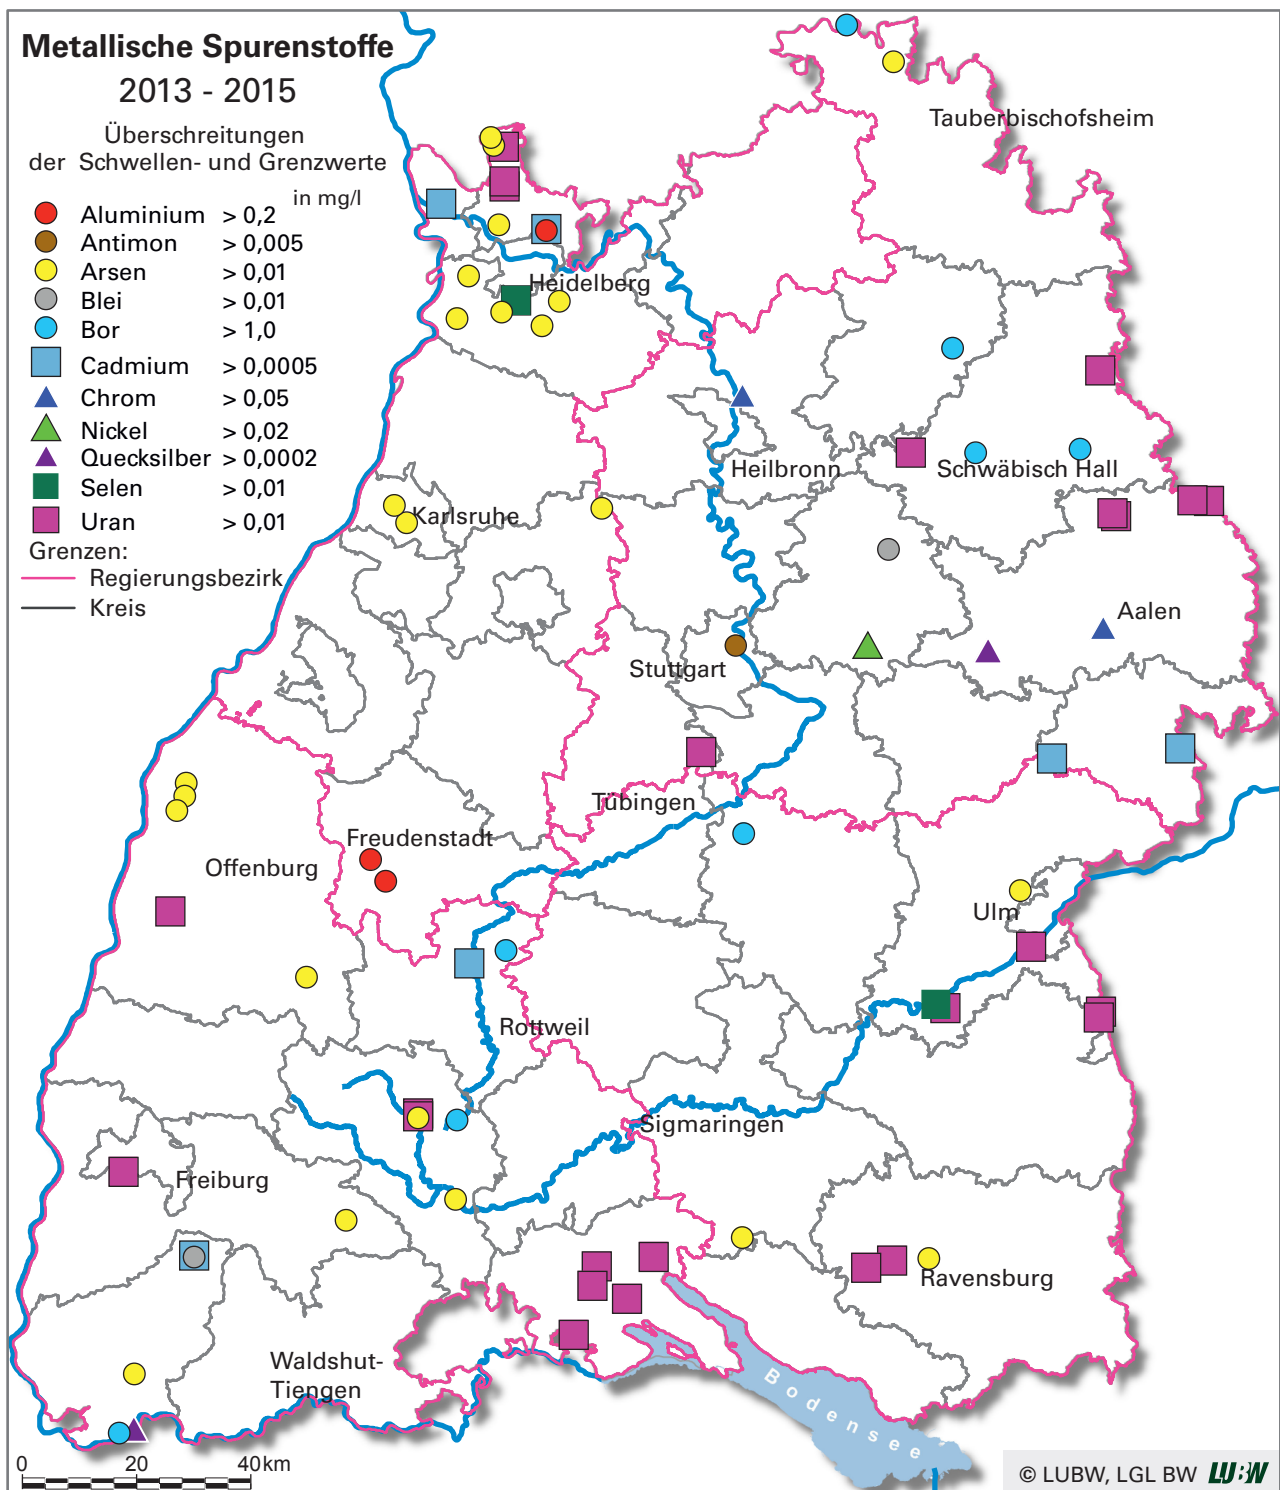 Metallische Spurenstoffe
2013 - 2015
Überschreitungen
der Schwellen- und Grenzwerte
in mg/l
Aluminium > 0,2
Antimon > 0,005
Arsen > 0,01
Blei > 0,01
Bor > 1,0
Cadmium > 0,0005
Chrom > 0,05
Nickel > 0,02
Quecksilber > 0,0002
Selen > 0,01
Uran > 0,01
Grenzen:
Regierungsbezirk
Kreis
Tauberbischofsheim
Heidelberg
Heilbronn
Schwäbisch Hall
Karlsruhe
Aalen
Stuttgart
Tübingen
Freudenstadt
Offenburg
Ulm
Rottweil
Sigmaringen
Freiburg
Ravensburg
Waldshut-
Tiengen
Bodensee
0 20 40 km
© LUBW, LGL BW LUBW